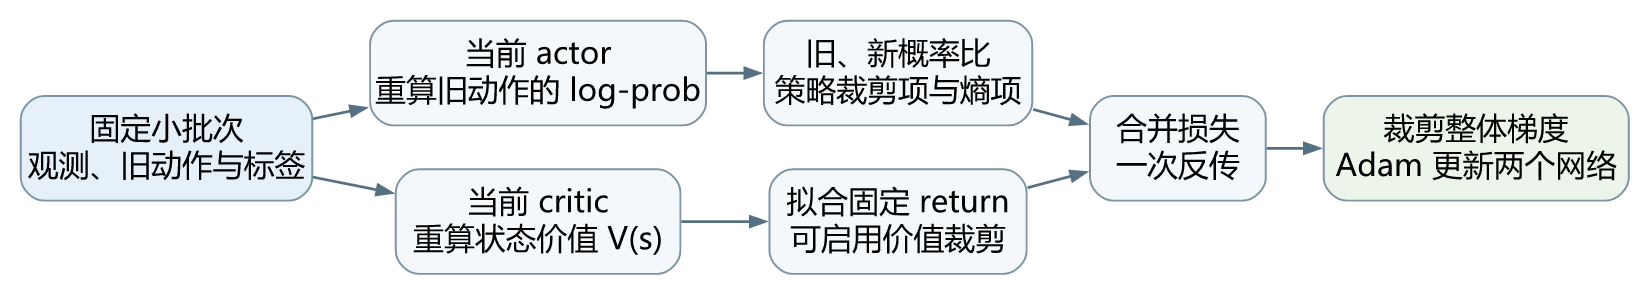 固定小批次
观测、旧动作与标签
当前 actor
重算旧动作的 log-prob
旧、新概率比
策略裁剪项与熵项
当前 critic
重算状态价值 V(s)
拟合固定 return
可启用价值裁剪
合并损失
一次反传
裁剪整体梯度
Adam 更新两个网络